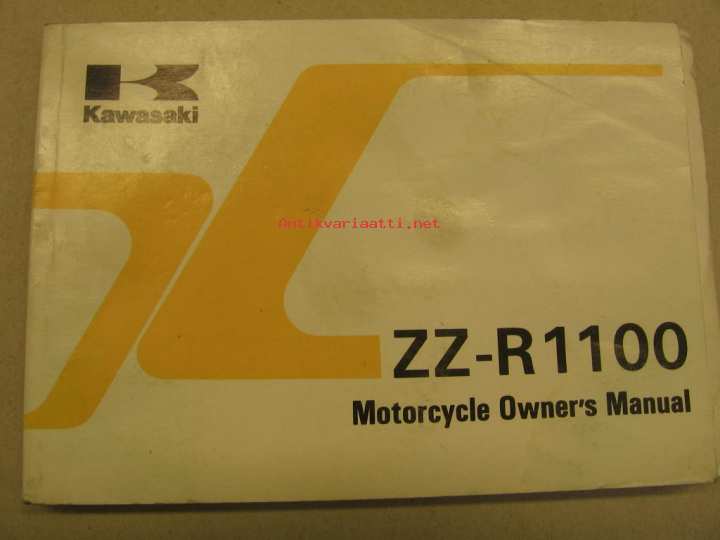 Kawasaki
Antikvariaatti.net
ZZ-R1100
Motorcycle Owner's Manual